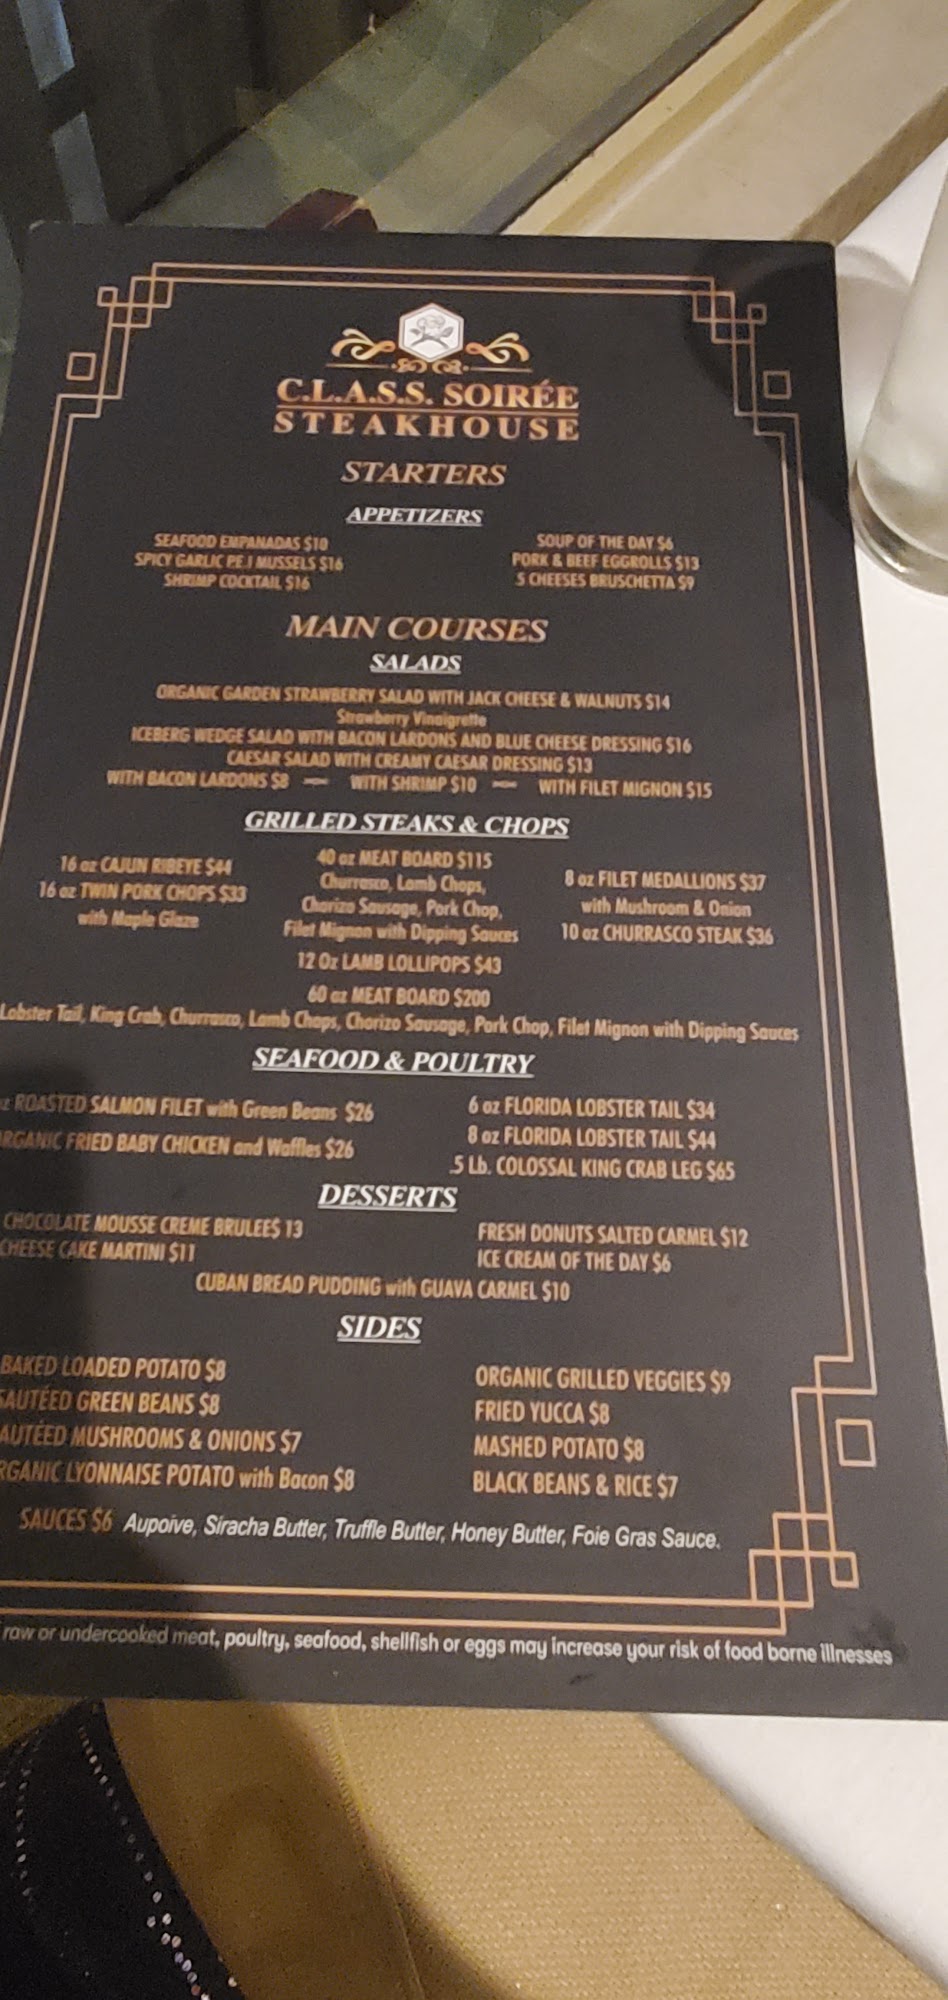 C.L.A.S.S. SOIRÉE
STEAKHOUSE
STARTERS
APPETIZERS
SEAFOOD EMPANADAS $10
SPICY GARLIC PEI MUSSELS $16
SHRIMP COCKTAIL $16
SOUP OF THE DAY $6
PORK & BEEF EGGROLLS $13
5 CHEESES BRUSCHETTA $9
MAIN COURSES
SALADS
ORGANIC GARDEN STRAWBERRY SALAD WITH JACK CHEESE & WALNUTS $14
Strawberry Vinaigrette
ICEBERG WEDGE SALAD WITH BACON LARDONS AND BLUE CHEESE DRESSING $16
CAESAR SALAD WITH CREAMY CAESAR DRESSING $13
WITH BACON LARDONS $8 — WITH SHRIMP $10 — WITH FILET MIGNON $15
GRILLED STEAKS & CHOPS
16 oz CAJUN RIBEYE $44
16 oz TWIN PORK CHOPS $33
with Maple Glaze
40 oz MEAT BOARD $115
Churrasco, Lamb Chops,
Chorizo Sausage, Pork Chop,
Filet Mignon with Dipping Sauces
12 Oz LAMB LOLLIPOPS $43
8 oz FILET MEDALLIONS $37
with Mushroom & Onion
10 oz CHURRASCO STEAK $36
60 oz MEAT BOARD $200
Lobster Tail, King Crab, Churrasco, Lamb Chops, Chorizo Sausage, Pork Chop, Filet Mignon with Dipping Sauces
SEAFOOD & POULTRY
z ROASTED SALMON FILET with Green Beans $26
RGANIC FRIED BABY CHICKEN and Waffles $26
6 oz FLORIDA LOBSTER TAIL $34
8 oz FLORIDA LOBSTER TAIL $44
.5 Lb. COLOSSAL KING CRAB LEG $65
DESSERTS
CHOCOLATE MOUSSE CREME BRULEE$ 13
CHEESE CAKE MARTINI $11
FRESH DONUTS SALTED CARMEL $12
ICE CREAM OF THE DAY $6
CUBAN BREAD PUDDING with GUAVA CARMEL $10
SIDES
BAKED LOADED POTATO $8
SAUTÉED GREEN BEANS $8
AUTÉED MUSHROOMS & ONIONS $7
RGANIC LYONNAISE POTATO with Bacon $8
ORGANIC GRILLED VEGGIES $9
FRIED YUCCA $8
MASHED POTATO $8
BLACK BEANS & RICE $7
SAUCES $6 Aupoive, Siracha Butter, Truffle Butter, Honey Butter, Foie Gras Sauce.
raw or undercooked meat, poultry, seafood, shellfish or eggs may increase your risk of food borne illnesses